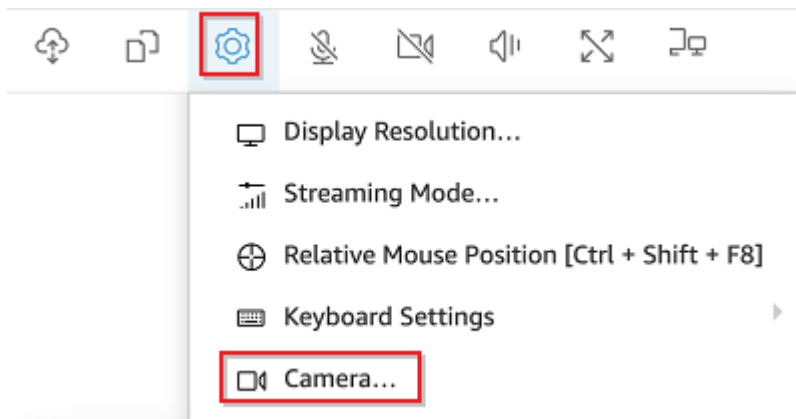 Display Resolution...
Streaming Mode...
Relative Mouse Position [Ctrl + Shift + F8]
Keyboard Settings
Camera...